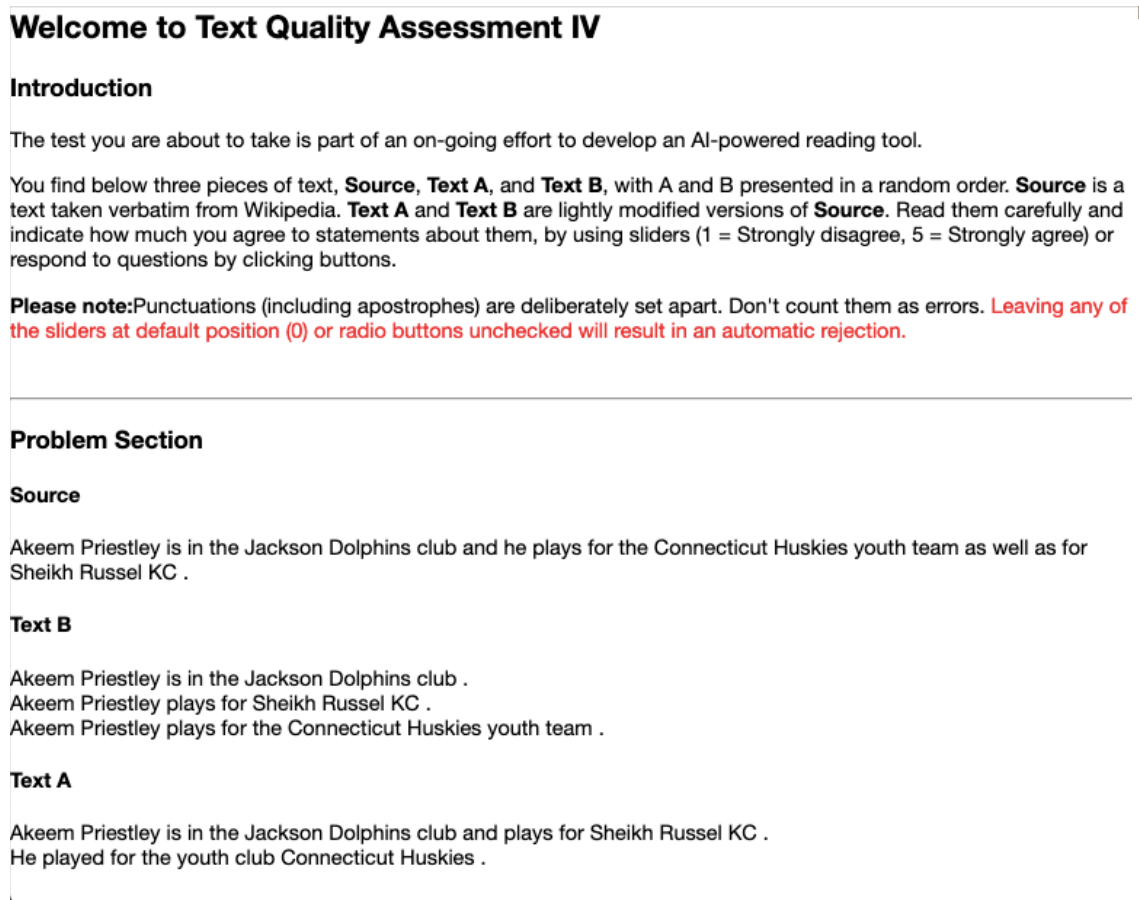 Welcome to Text Quality Assessment IV
Introduction
The test you are about to take is part of an on-going effort to develop an AI-powered reading tool.
You find below three pieces of text, Source, Text A, and Text B, with A and B presented in a random order. Source is a
text taken verbatim from Wikipedia. Text A and Text B are lightly modified versions of Source. Read them carefully and
indicate how much you agree to statements about them, by using sliders (1 = Strongly disagree, 5 = Strongly agree) or
respond to questions by clicking buttons.
Please note:Punctuations (including apostrophes) are deliberately set apart. Don't count them as errors. Leaving any of
the sliders at default position (0) or radio buttons unchecked will result in an automatic rejection.
Problem Section
Source
Akeem Priestley is in the Jackson Dolphins club and he plays for the Connecticut Huskies youth team as well as for
Sheikh Russel KC .
Text B
Akeem Priestley is in the Jackson Dolphins club .
Akeem Priestley plays for Sheikh Russel KC .
Akeem Priestley plays for the Connecticut Huskies youth team .
Text A
Akeem Priestley is in the Jackson Dolphins club and plays for Sheikh Russel KC .
He played for the youth club Connecticut Huskies .